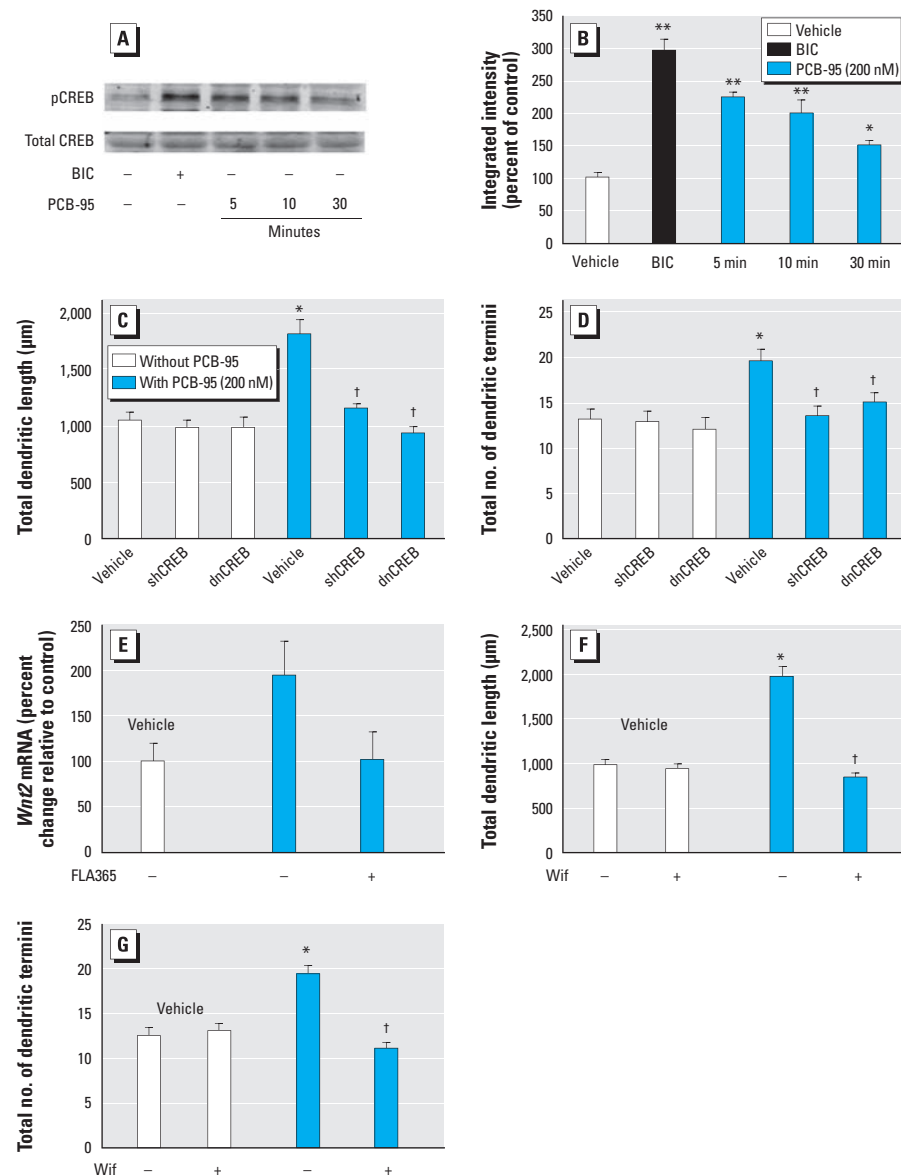 A
pCREB
Total CREB
BIC – + – – –
PCB-95 – – 5 10 30
Minutes
B
Integrated intensity
(percent of control)
350
300
250
200
150
100
50
0
** ** ** *
Vehicle
BIC
PCB-95 (200 nM)
Vehicle BIC 5 min 10 min 30 min
C
Total dendritic length (µm)
2,000
1,500
1,000
500
0
Without PCB-95
With PCB-95 (200 nM)
* † †
Vehicle shCREB dnCREB Vehicle shCREB dnCREB
D
Total no. of dendritic termini
25
20
15
10
5
0
* † †
Vehicle shCREB dnCREB Vehicle shCREB dnCREB
E
Wnt2 mRNA (percent
change relative to control)
250
200
150
100
50
0
Vehicle
FLA365 – – +
F
Total dendritic length (µm)
2,500
2,000
1,500
1,000
500
0
Vehicle
* †
Wif – + – +
G
Total no. of dendritic termini
25
20
15
10
5
0
Vehicle
* †
Wif – + – +